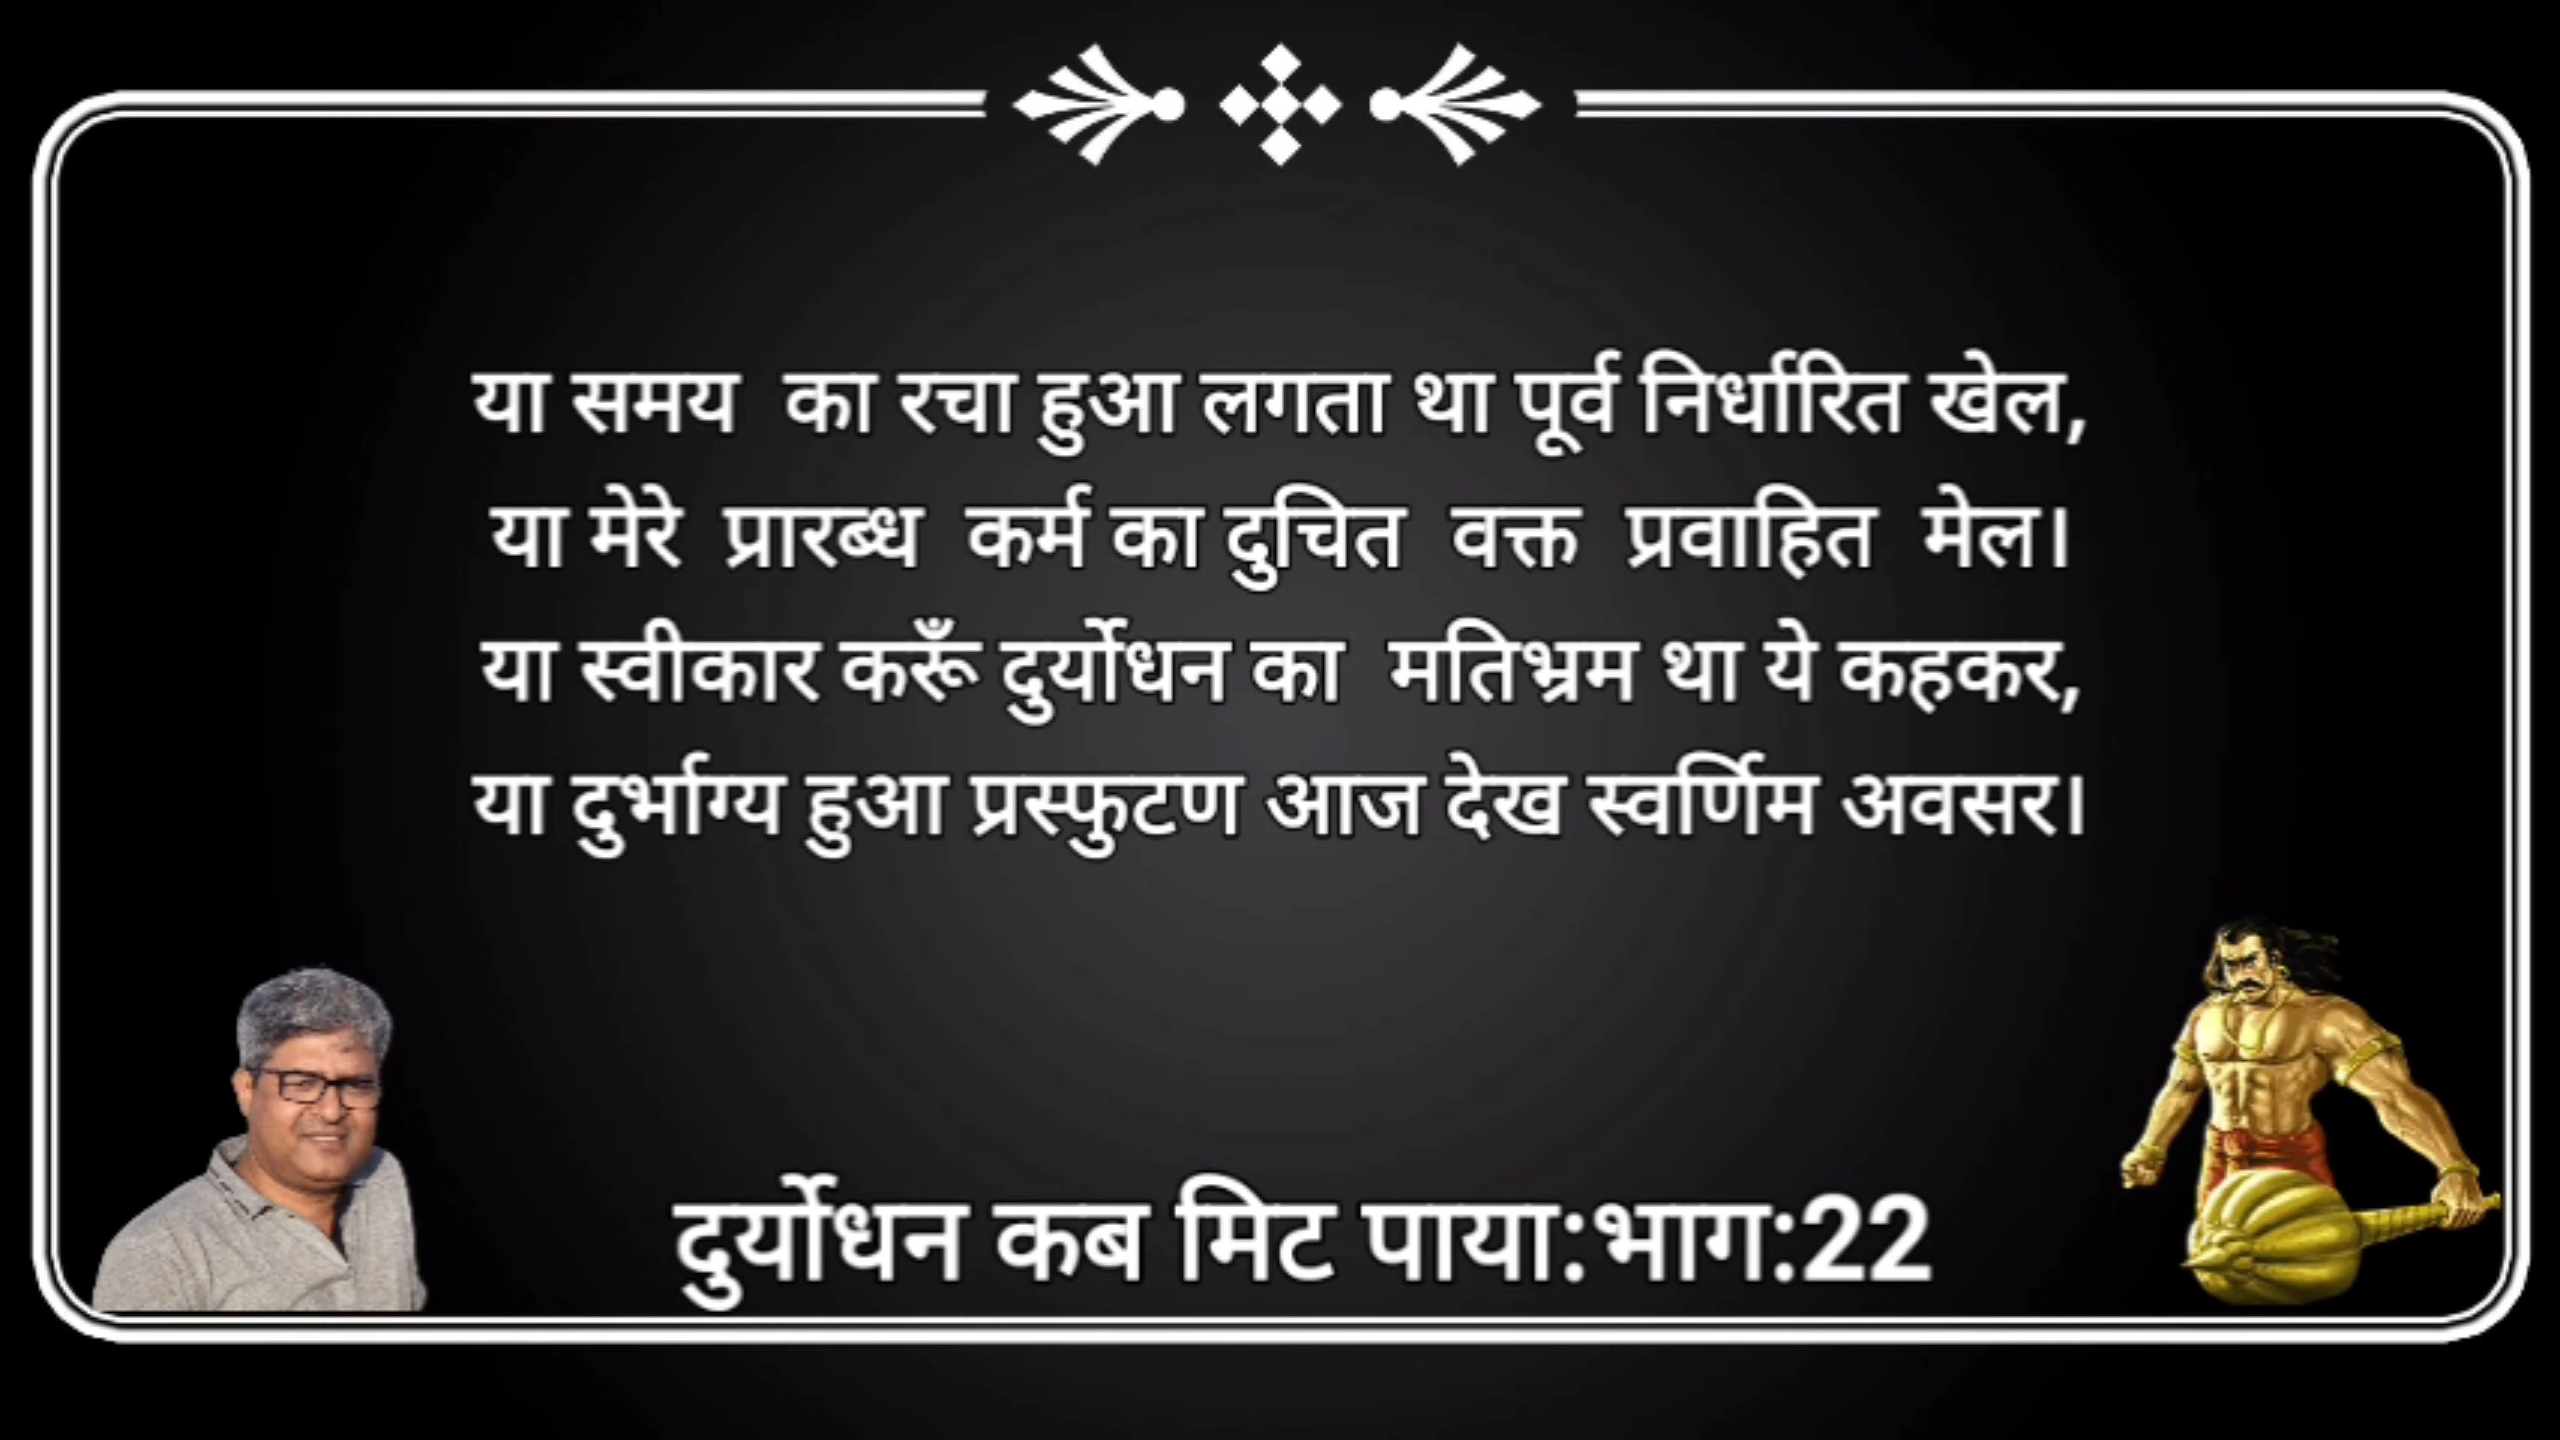 या समय का रचा हुआ लगता था पूर्व निर्धारित खेल,
या मेरे प्रारब्ध कर्म का दुचित वक्त प्रवाहित मेल।
या स्वीकार करूँ दुर्योधन का मतिभ्रम था ये कहकर,
या दुर्भाग्य हुआ प्रस्फुटण आज देख स्वर्णिम अवसर।
दुर्योधन कब मिट पाया:भाग:22